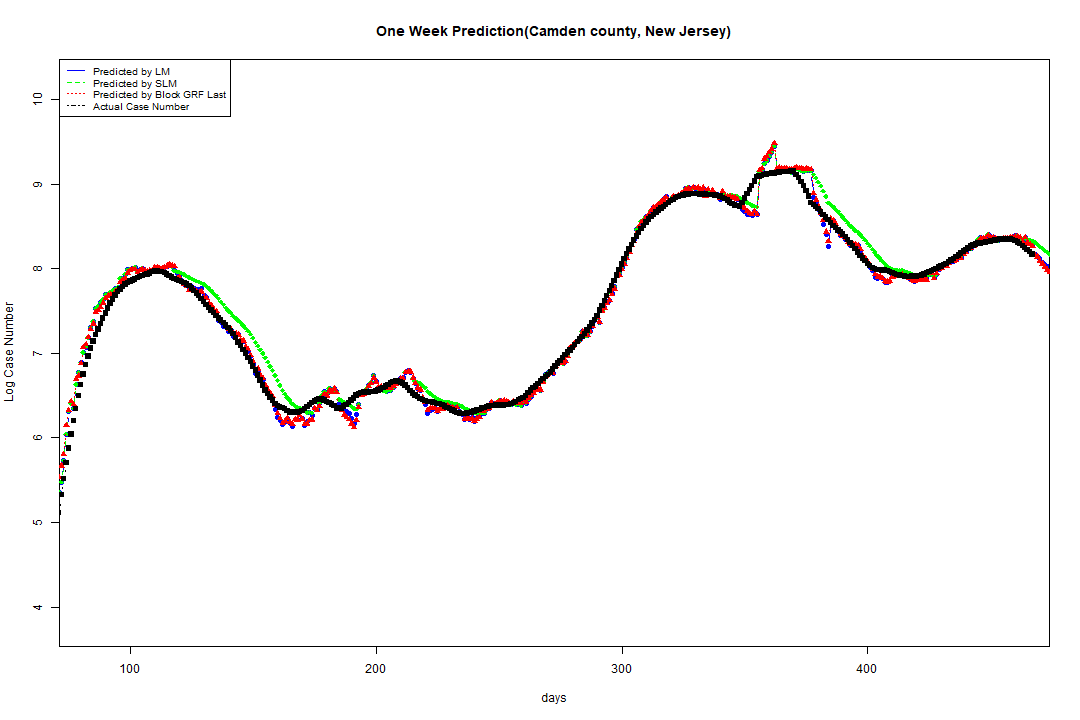 One Week Prediction(Camden county, New Jersey)
Predicted by LM
Predicted by SLM
Predicted by Block GRF Last
Actual Case Number
10
9
8
7
6
5
4
Log Case Number
100 200 300 400
days